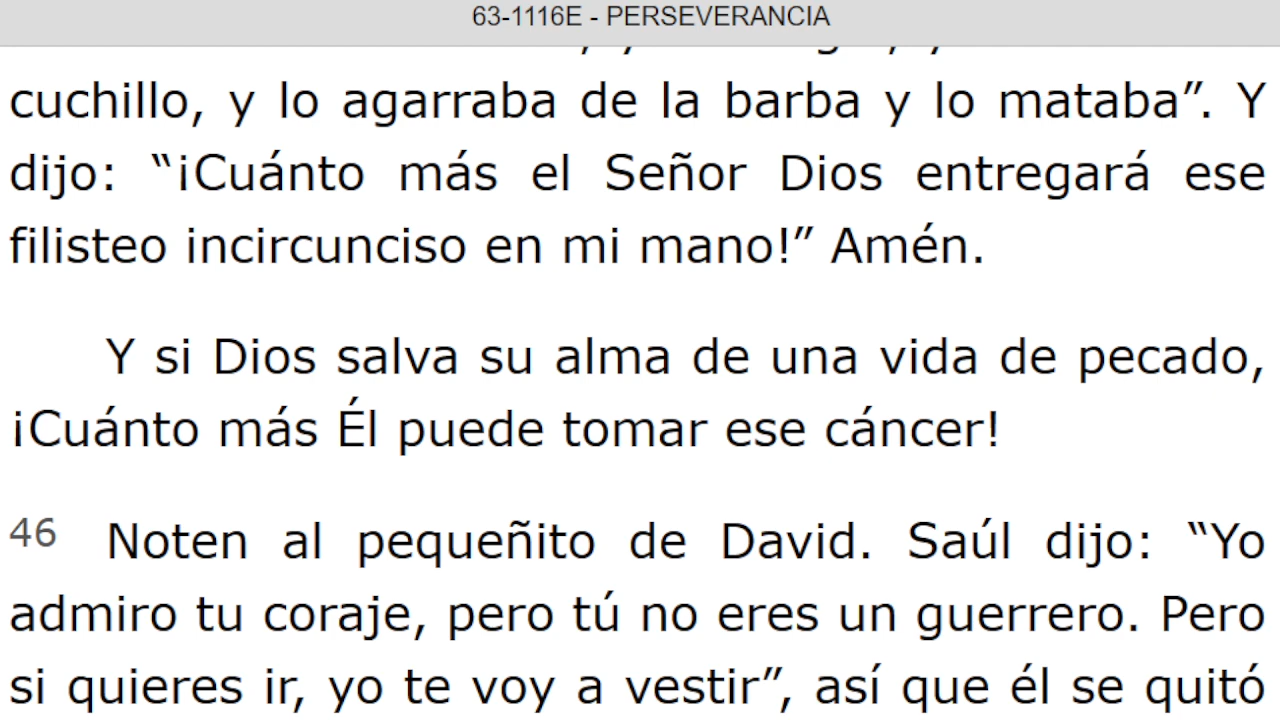 63-1116E - PERSEVERANCIA
cuchillo, y lo agarraba de la barba y lo mataba”. Y
dijo: “¡Cuánto más el Señor Dios entregará ese
filisteo incircunciso en mi mano!” Amén.
Y si Dios salva su alma de una vida de pecado,
¡Cuánto más Él puede tomar ese cáncer!
46 Noten al pequeñito de David. Saúl dijo: “Yo
admiro tu coraje, pero tú no eres un guerrero. Pero
si quieres ir, yo te voy a vestir”, así que él se quitó